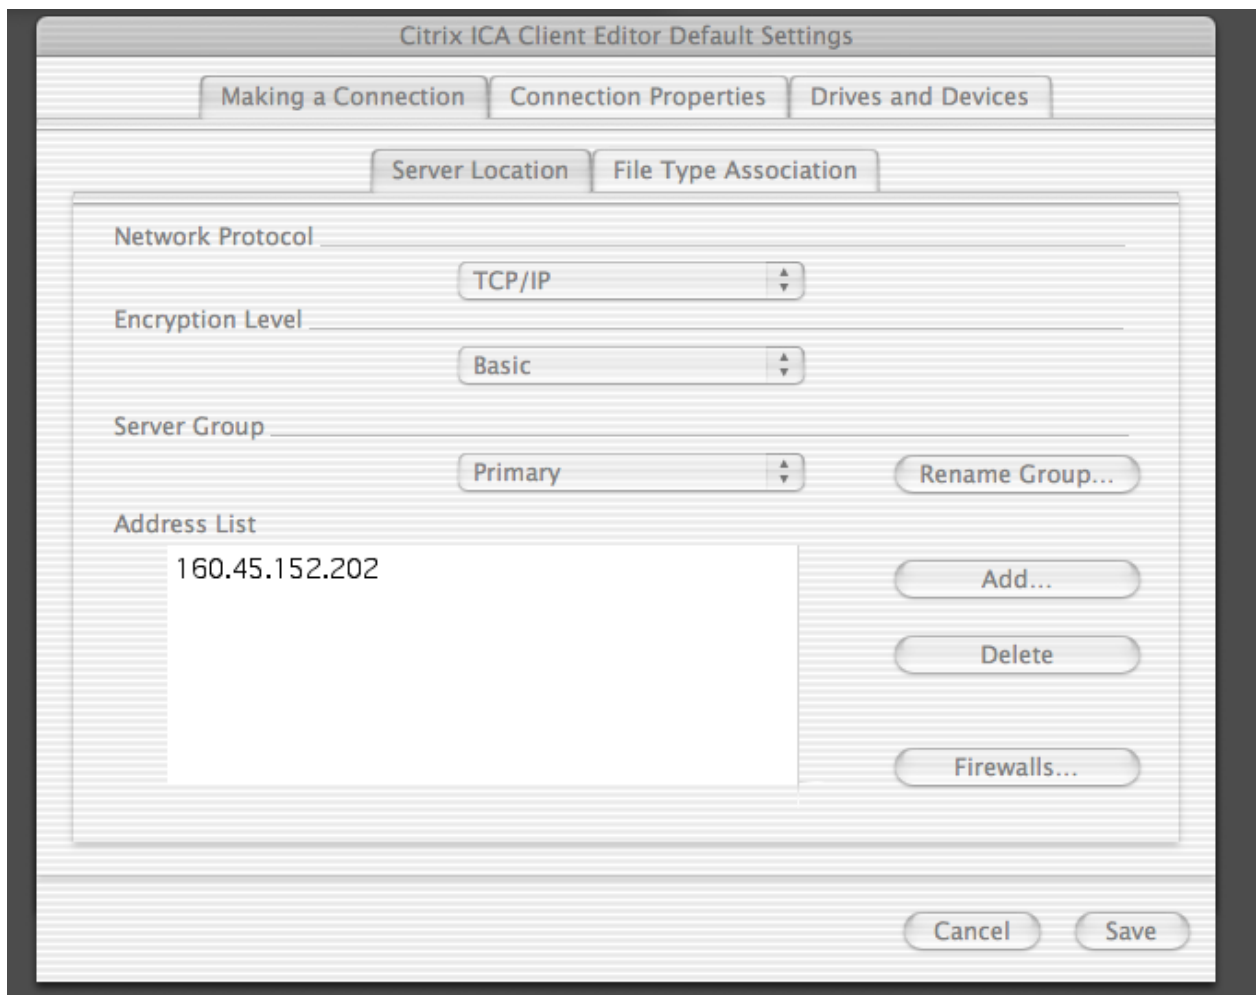 Citrix ICA Client Editor Default Settings
Making a Connection Connection Properties Drives and Devices
Server Location File Type Association
Network Protocol
TCP/IP
Encryption Level
Basic
Server Group
Primary Rename Group...
Address List
160.45.152.202
Add...
Delete
Firewalls...
Cancel Save